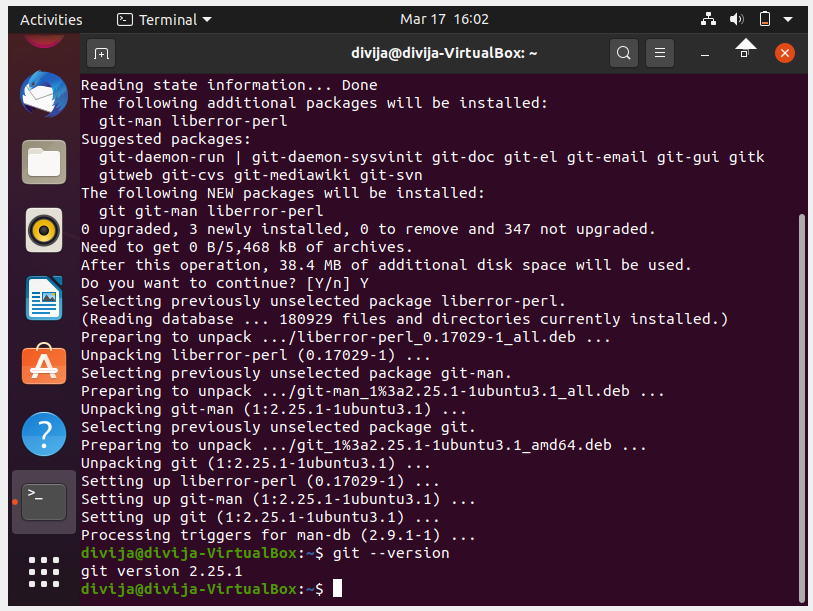 Activities
Terminal
Mar 17 16:02
divija@divija-VirtualBox: ~
Reading state information... Done
The following additional packages will be installed:
  git-man liberror-perl
Suggested packages:
  git-daemon-run | git-daemon-sysvinit git-doc git-el git-email git-gui gitk
  gitweb git-cvs git-mediawiki git-svn
The following NEW packages will be installed:
  git git-man liberror-perl
0 upgraded, 3 newly installed, 0 to remove and 347 not upgraded.
Need to get 0 B/5,468 kB of archives.
After this operation, 38.4 MB of additional disk space will be used.
Do you want to continue? [Y/n] Y
Selecting previously unselected package liberror-perl.
(Reading database ... 180929 files and directories currently installed.)
Preparing to unpack .../liberror-perl_0.17029-1_all.deb ...
Unpacking liberror-perl (0.17029-1) ...
Selecting previously unselected package git-man.
Preparing to unpack .../git-man_1%3a2.25.1-1ubuntu3.1_all.deb ...
Unpacking git-man (1:2.25.1-1ubuntu3.1) ...
Selecting previously unselected package git.
Preparing to unpack .../git_1%3a2.25.1-1ubuntu3.1_amd64.deb ...
Unpacking git (1:2.25.1-1ubuntu3.1) ...
Setting up liberror-perl (0.17029-1) ...
Setting up git-man (1:2.25.1-1ubuntu3.1) ...
Setting up git (1:2.25.1-1ubuntu3.1) ...
Processing triggers for man-db (2.9.1-1) ...
divija@divija-VirtualBox:~$ git --version
git version 2.25.1
divija@divija-VirtualBox:~$